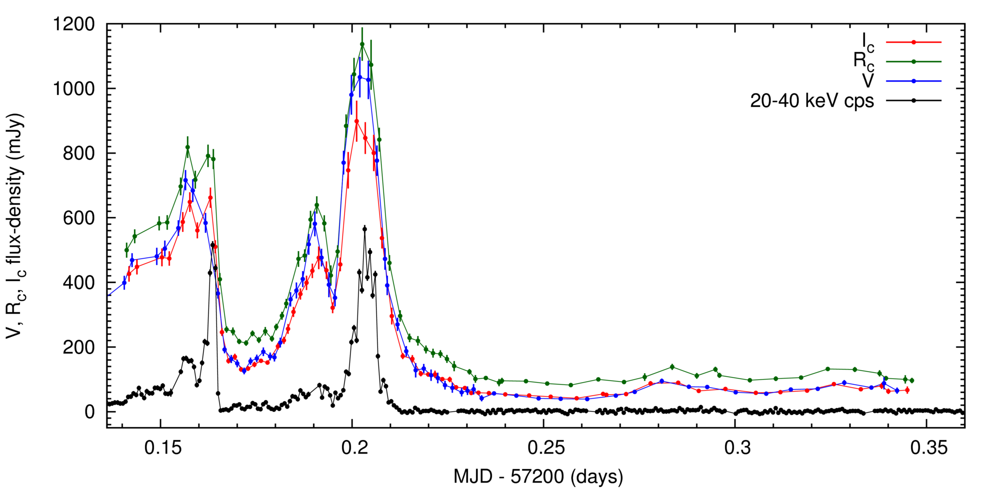 1200
1000
800
600
400
200
0
V, R_C, I_C flux-density (mJy)
I_C
R_C
V
20-40 keV cps
0.15 0.2 0.25 0.3 0.35
MJD - 57200 (days)